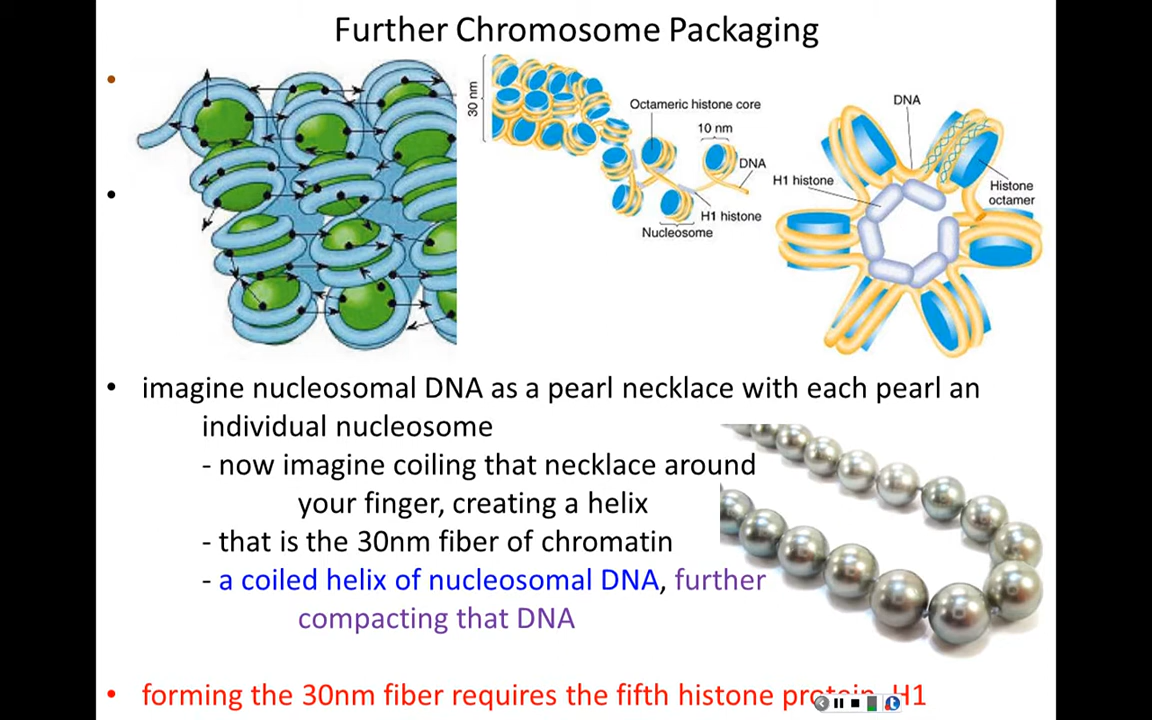 Further Chromosome Packaging
30 nm
Octameric histone core
10 nm
DNA
H1 histone
Nucleosome
DNA
H1 histone
Histone
octamer
• imagine nucleosomal DNA as a pearl necklace with each pearl an
individual nucleosome
- now imagine coiling that necklace around
your finger, creating a helix
- that is the 30nm fiber of chromatin
- a coiled helix of nucleosomal DNA, further
compacting that DNA
• forming the 30nm fiber requires the fifth histone protein, H1